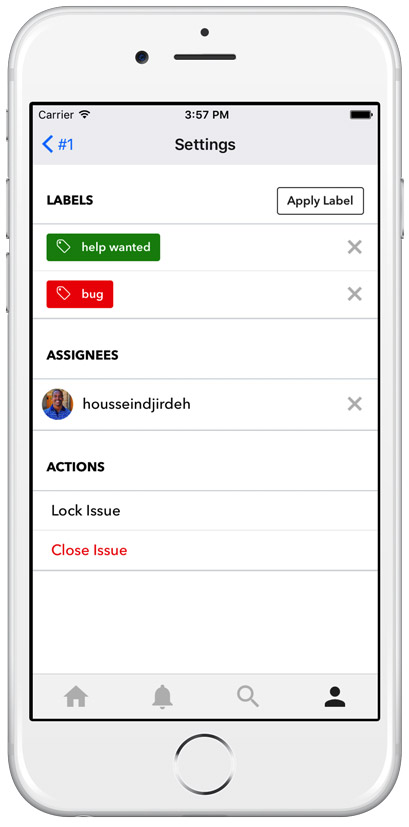 Carrier 3:57 PM
#1 Settings
LABELS Apply Label
help wanted
bug
ASSIGNEES
housseindjirdeh
ACTIONS
Lock Issue
Close Issue